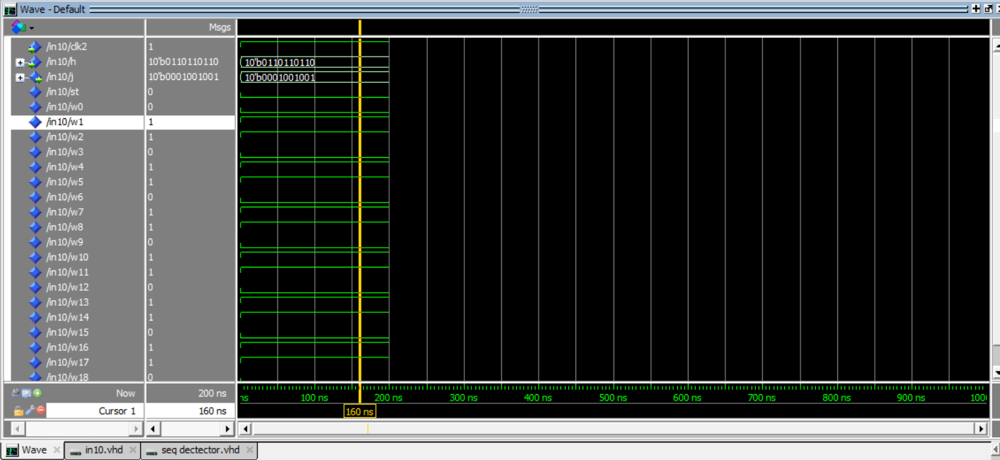 Wave - Default
Msgs
/in10/clk2 1
/in10/h 10'b0110110110 10'b0110110110
/in10/j 10'b0001001001 10'b0001001001
/in10/st 0
/in10/w0 0
/in10/w1 1
/in10/w2 1
/in10/w3 0
/in10/w4 1
/in10/w5 1
/in10/w6 0
/in10/w7 1
/in10/w8 1
/in10/w9 0
/in10/w10 1
/in10/w11 1
/in10/w12 0
/in10/w13 1
/in10/w14 1
/in10/w15 0
/in10/w16 1
/in10/w17 1
/in10/w18 0
Now 200 ns ns 100 ns 200 ns 300 ns 400 ns 500 ns 600 ns 700 ns 800 ns 900 ns 100
Cursor 1 160 ns 160 ns
Wave in10.vhd seq dectector.vhd